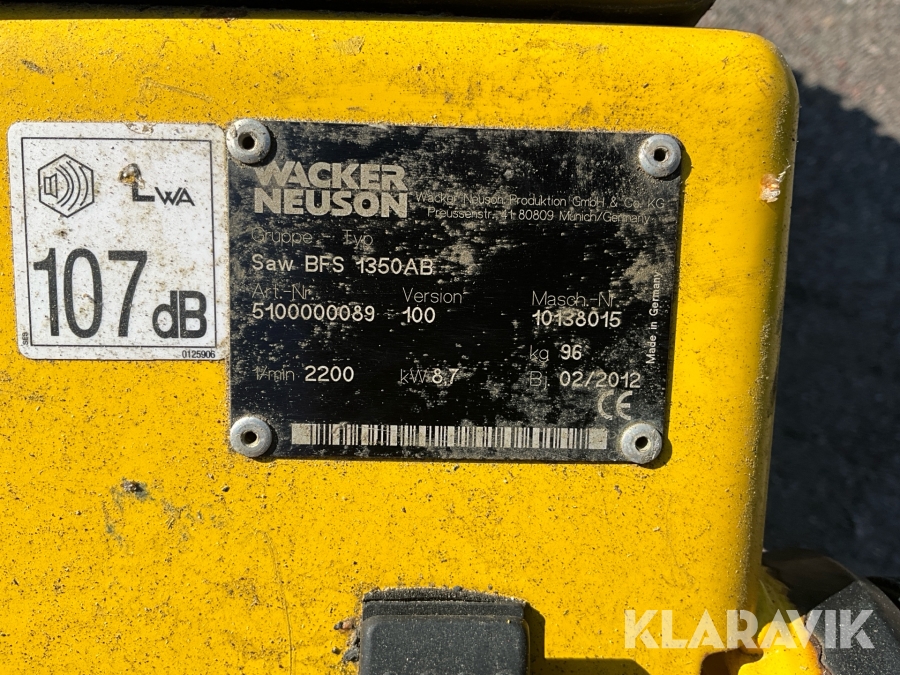 LWA
107 dB
0125906
WACKER
NEUSON
Wacker Neuson Produktion GmbH & Co. KG
Preussenstr. 41 80809 Munich/Germany
Gruppe Typ
Saw BFS 1350AB
Art.-Nr. Version Masch.-Nr.
5100000089 100 10138015
kg 96
1/min 2200 kW 8,7 Bj. 02/2012
CE
Made in Germany
KLARAVIK